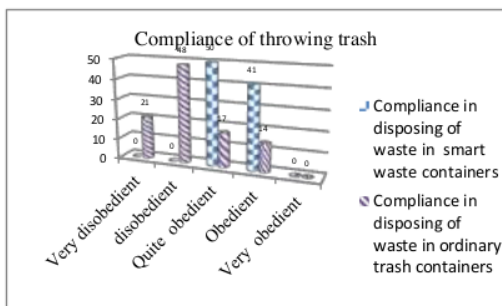 Compliance of throwing trash
50
40
30
20
10
0
0
21
0
48
50
17
41
14
0
0
Very disobedient
disobedient
Quite obedient
Obedient
Very obedient
Compliance in
disposing of
waste in smart
waste containers
Compliance in
disposing of
waste in ordinary
trash containers